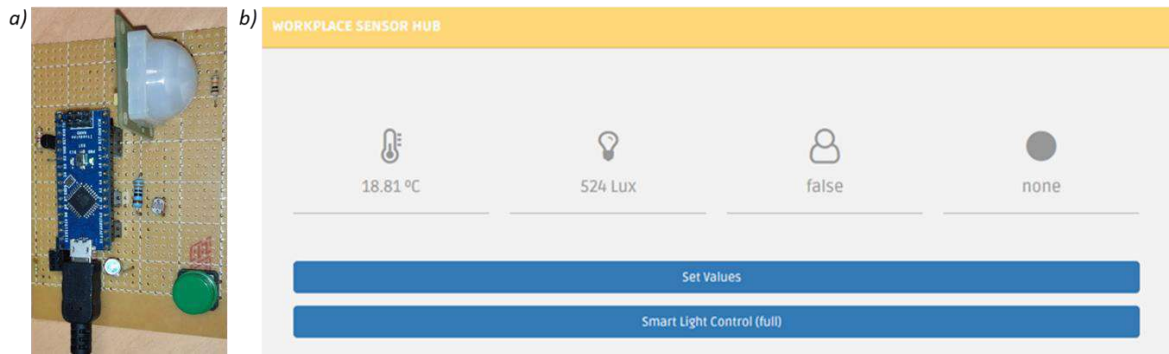 a)
b)
WORKPLACE SENSOR HUB
18.81 ºC
524 Lux
false
none
Set Values
Smart Light Control (full)